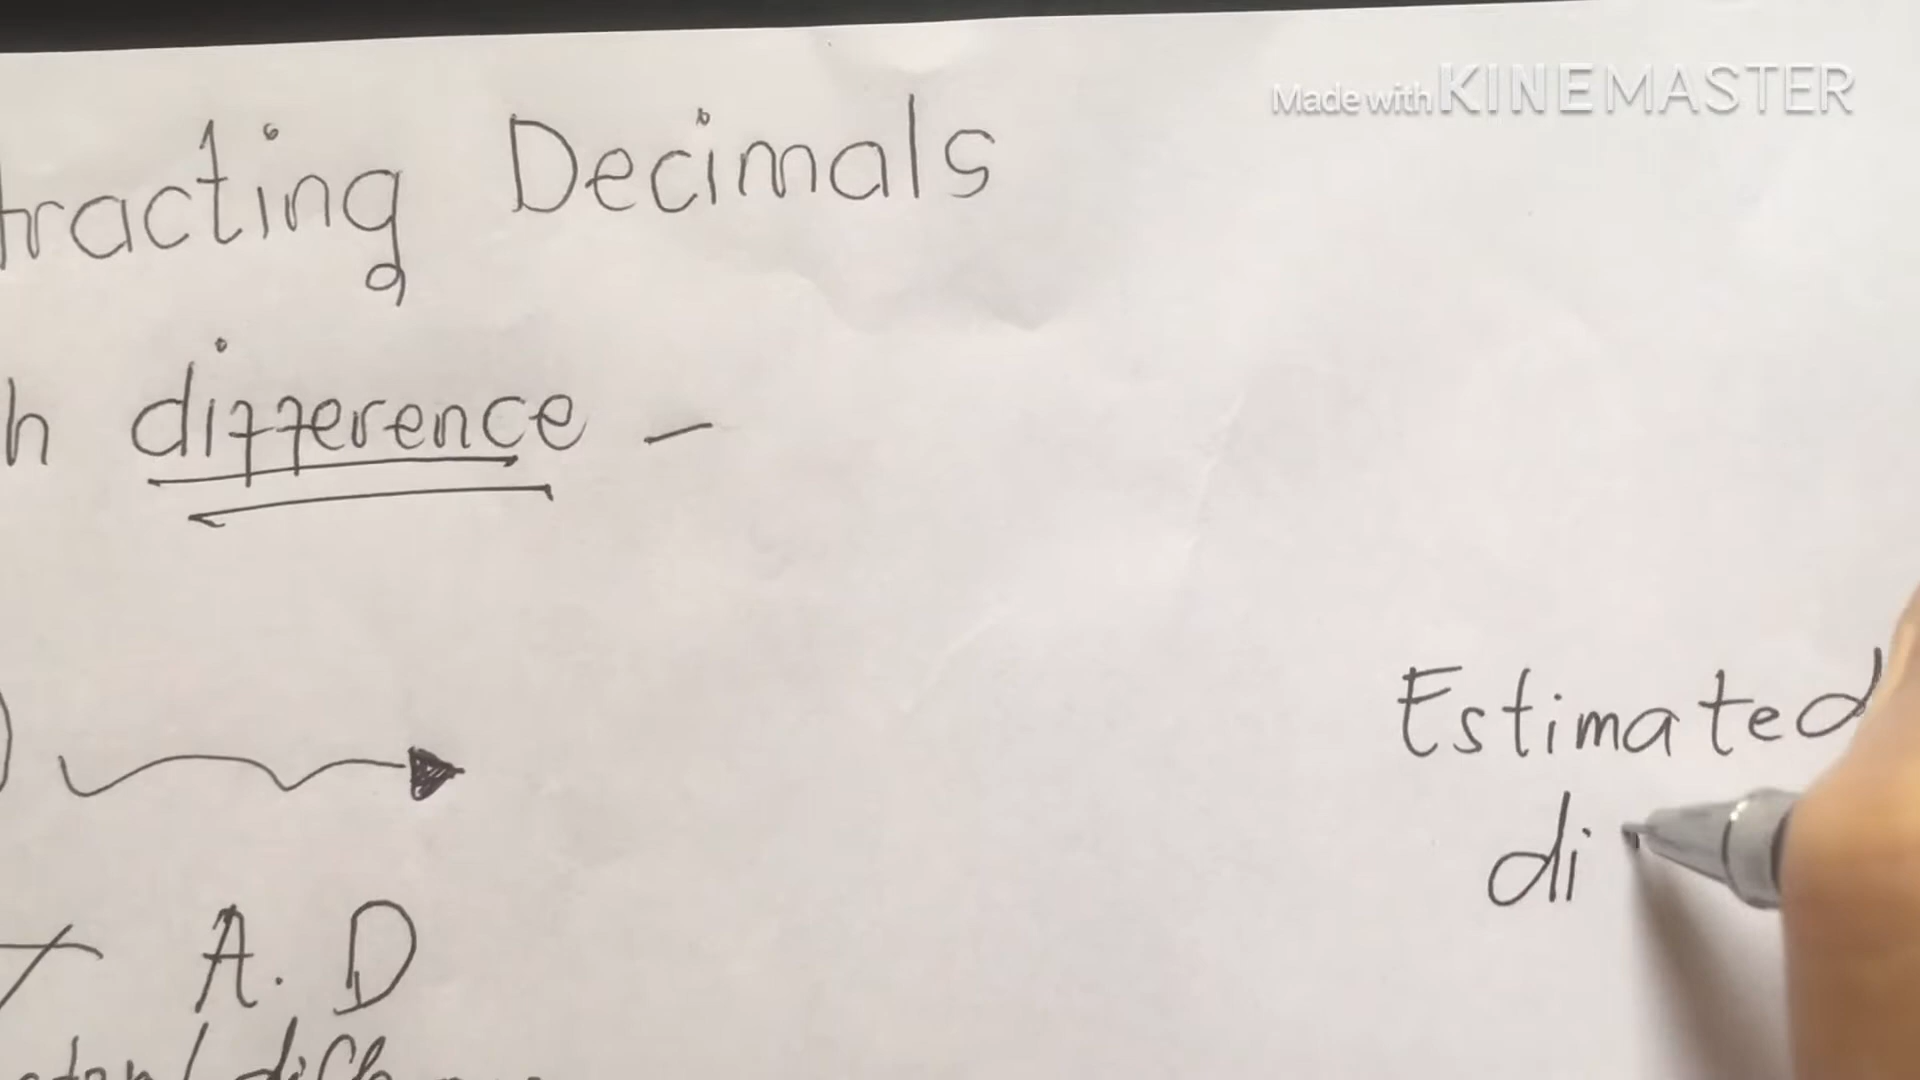 Made with KINEMASTER
tracting Decimals
h difference –
Estimated
di
A. D